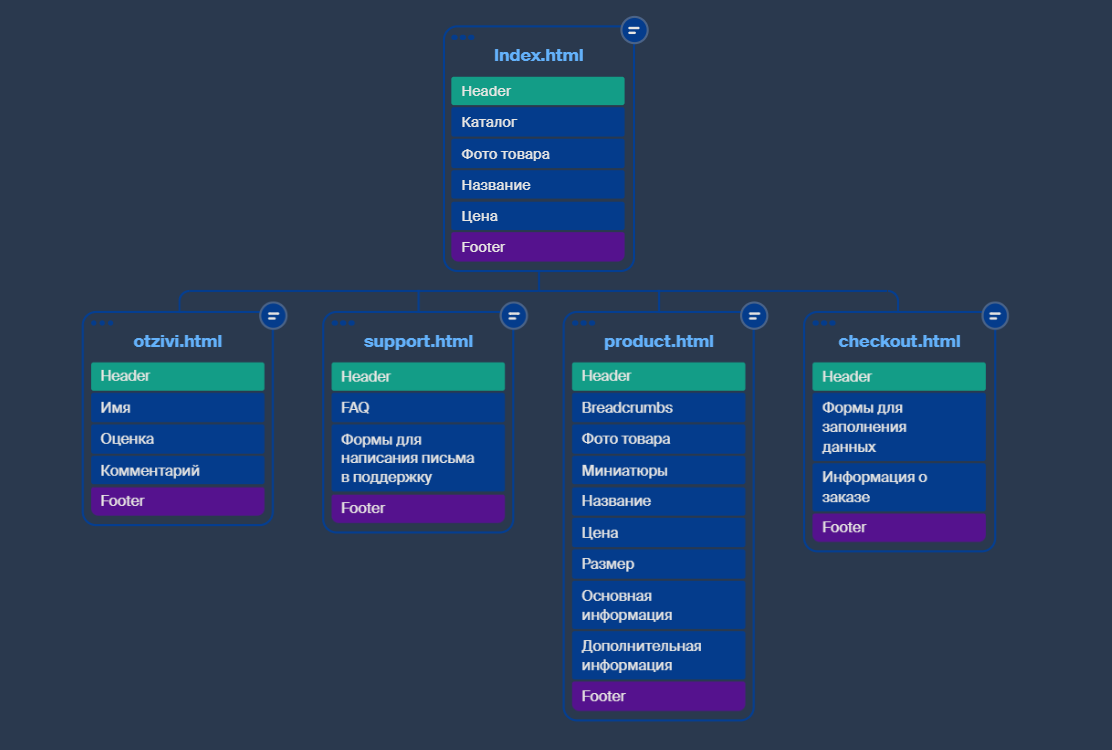 Index.html
Header
Каталог
Фото товара
Название
Цена
Footer
otzivi.html
Header
Имя
Оценка
Комментарий
Footer
support.html
Header
FAQ
Формы для
написания письма
в поддержку
Footer
product.html
Header
Breadcrumbs
Фото товара
Миниатюры
Название
Цена
Размер
Основная
информация
Дополнительная
информация
Footer
checkout.html
Header
Формы для
заполнения
данных
Информация о
заказе
Footer